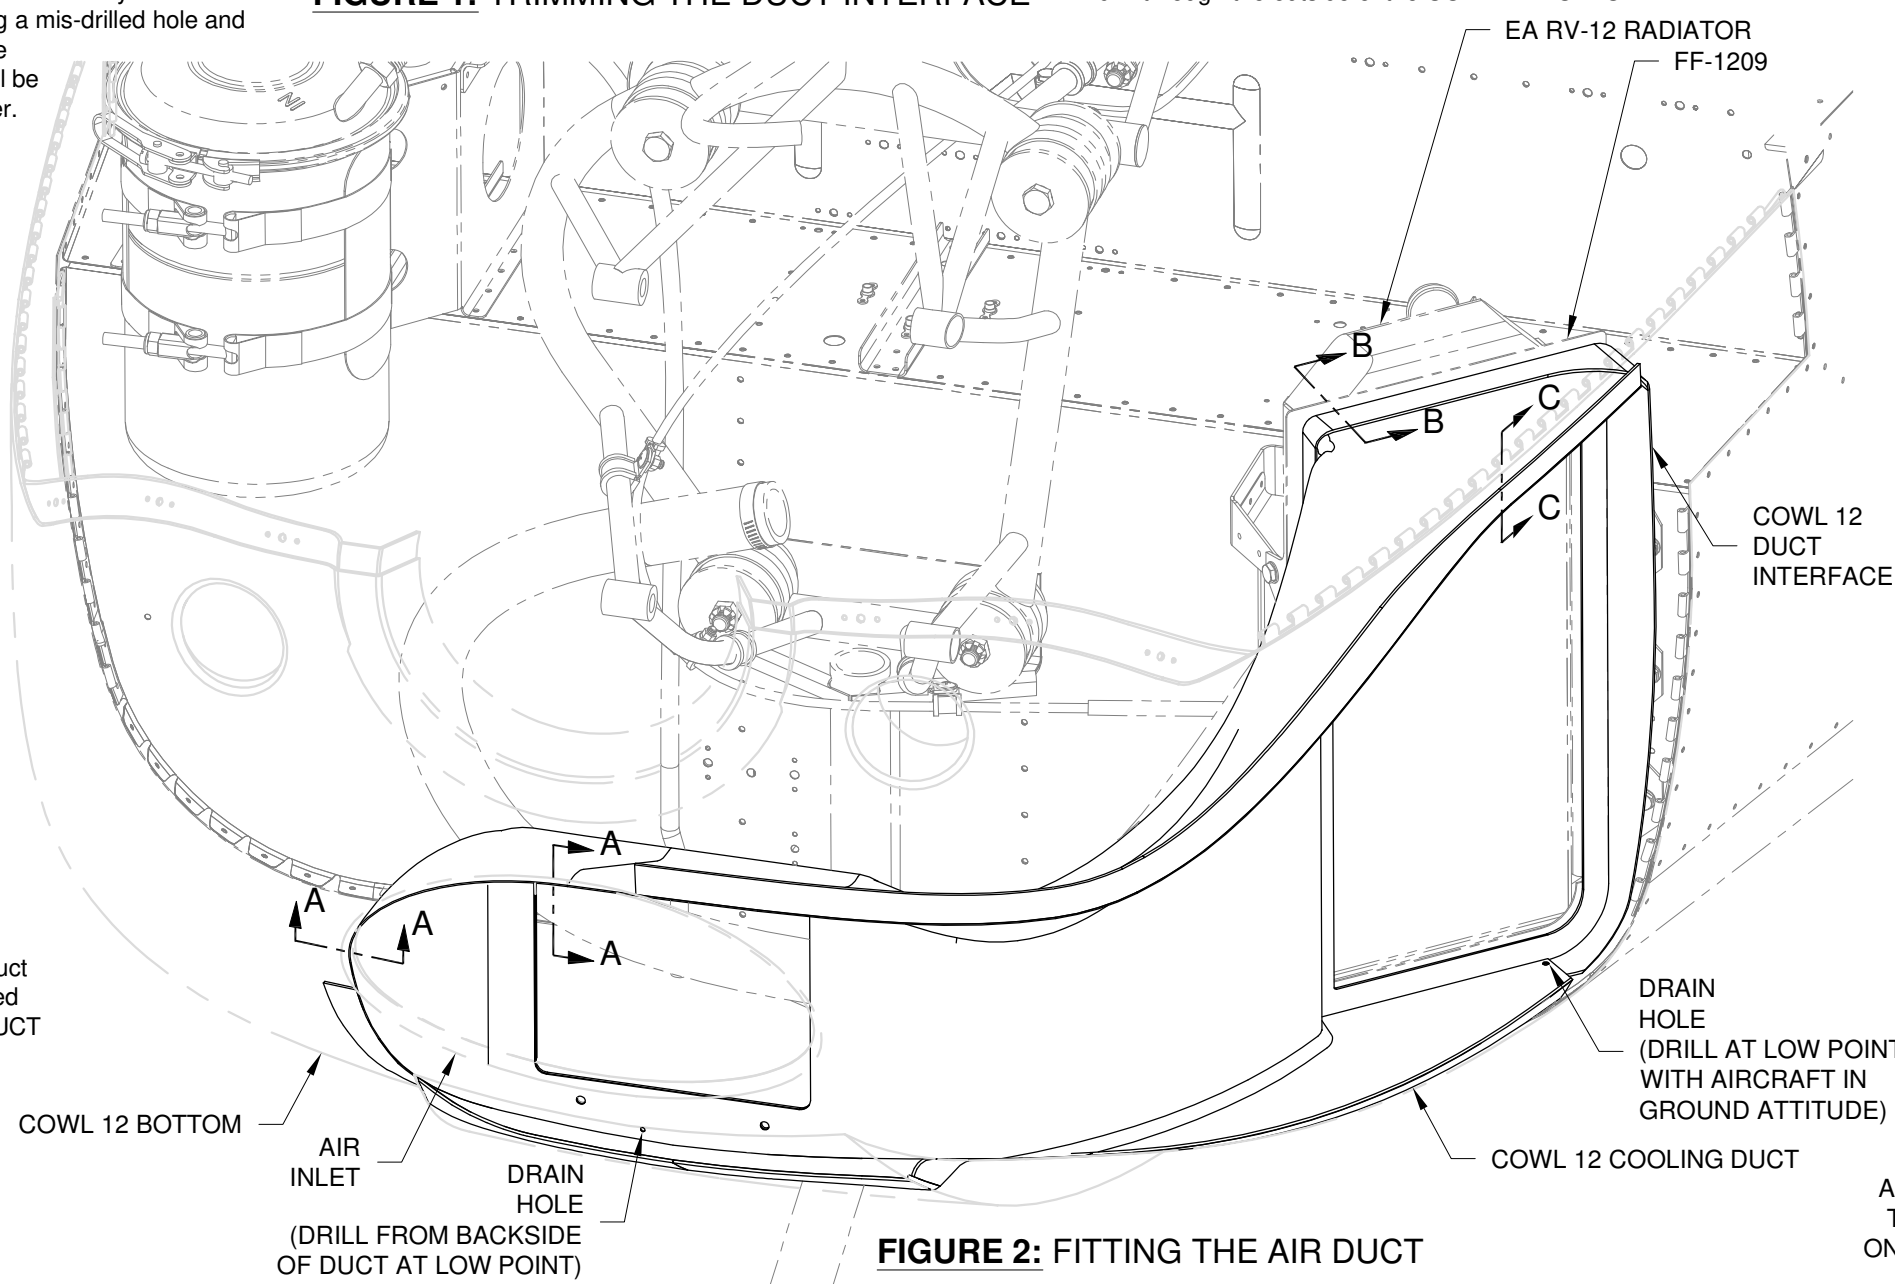 g a mis-drilled hole and
e
l be
er.
FIGURE 1: TRIMMING THE DUCT INTERFACE
EA RV-12 RADIATOR
FF-1209
NI
B
B
C
C
COWL 12
DUCT
INTERFACE
A
A
A
A
uct
ed
UCT
DRAIN
HOLE
(DRILL AT LOW POINT
WITH AIRCRAFT IN
GROUND ATTITUDE)
COWL 12 BOTTOM
AIR
INLET
DRAIN
HOLE
(DRILL FROM BACKSIDE
OF DUCT AT LOW POINT)
COWL 12 COOLING DUCT
A
T
ON
FIGURE 2: FITTING THE AIR DUCT